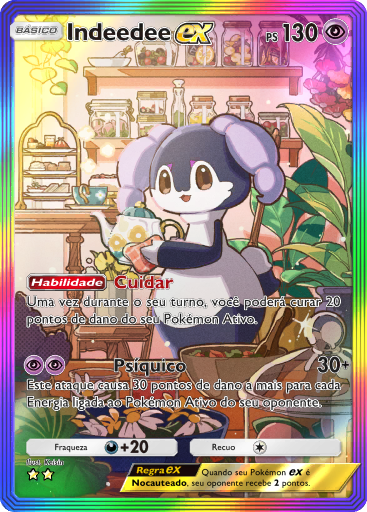 BÁSICO Indeedee ex PS 130
Habilidade Cuidar
Uma vez durante o seu turno, você poderá curar 20
pontos de dano do seu Pokémon Ativo.
Psíquico 30+
Este ataque causa 30 pontos de dano a mais para cada
Energia ligada ao Pokémon Ativo do seu oponente.
Fraqueza +20 Recuo
Regra ex Quando seu Pokémon ex é
Nocauteado, seu oponente recebe 2 pontos.